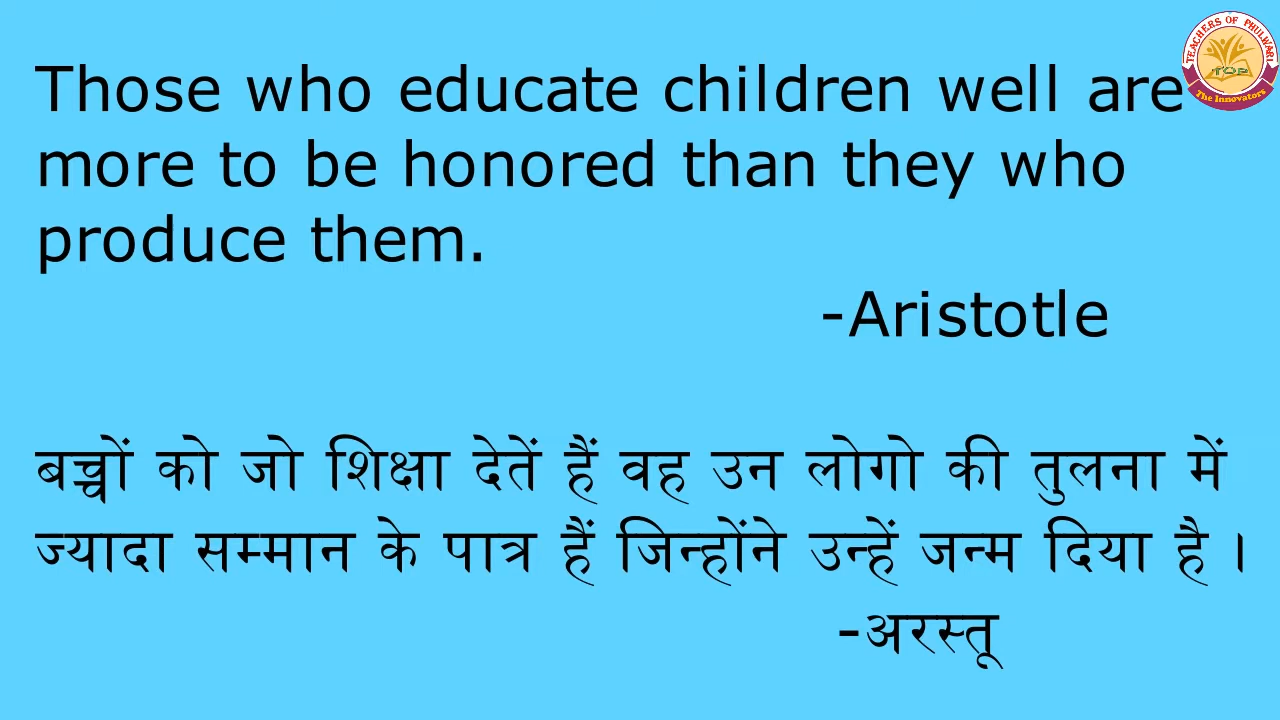 TEACHERS OF PHULWARI
TOP
The Innovators
Those who educate children well are
more to be honored than they who
produce them.
-Aristotle
बच्चों को जो शिक्षा देतें हैं वह उन लोगो की तुलना में
ज्यादा सम्मान के पात्र हैं जिन्होंने उन्हें जन्म दिया है ।
-अरस्तू